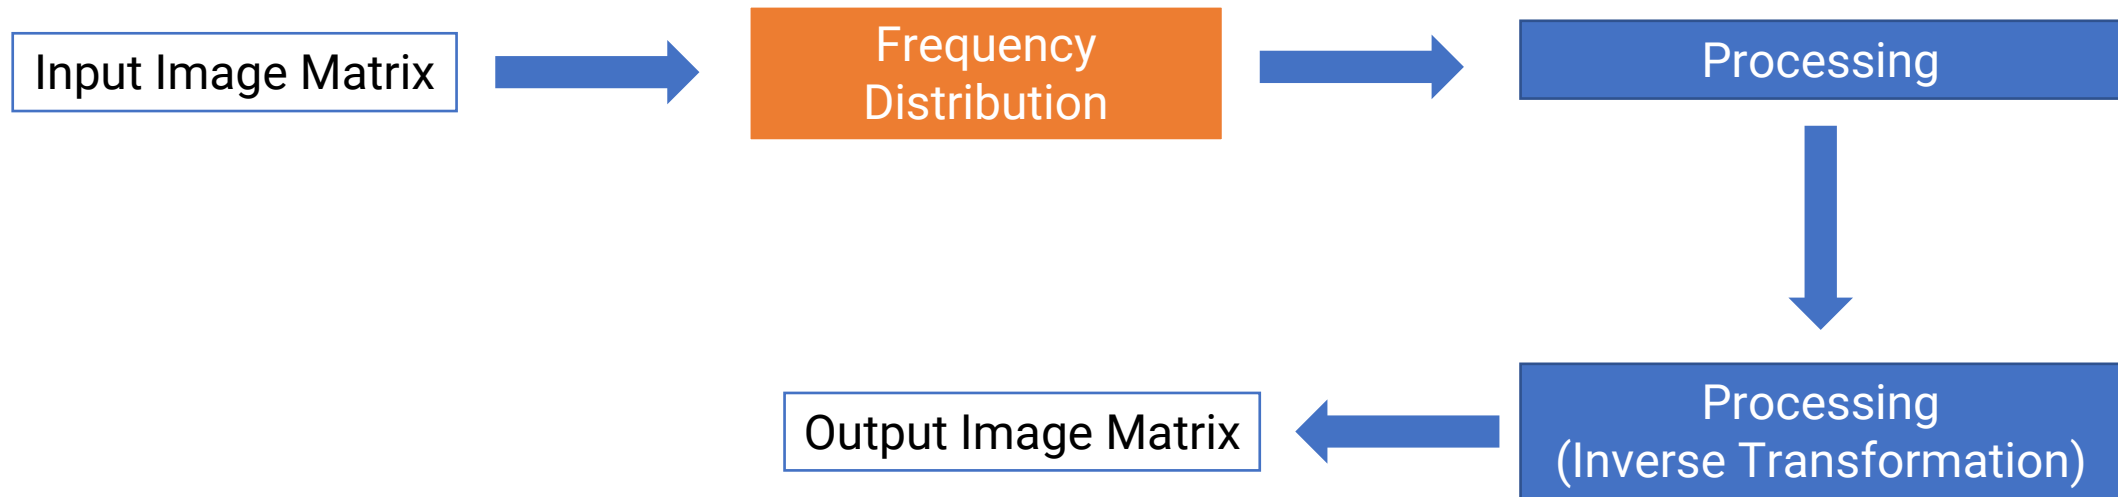 Input Image Matrix
Frequency
Distribution
Processing
Processing
(Inverse Transformation)
Output Image Matrix